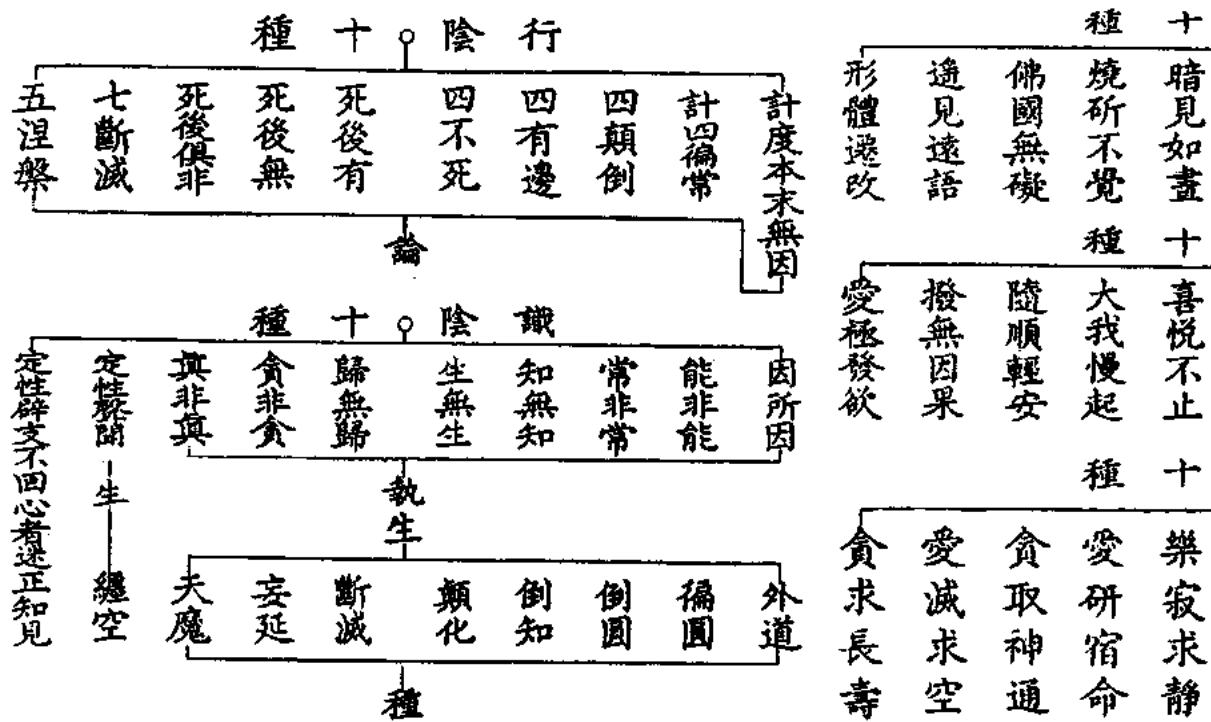 種十
暗見如晝
燒斫不覺
佛國無礙
遙見遠語
形體遷改
種十
喜悅不止
大我慢起
隨順輕安
撥無因果
愛極發欲
種十
樂寂求靜
愛研宿命
貪取神通
愛滅求空
貪求長壽
種十陰行
計度本末無因
計四徧常
四顛倒
四有邊
四不死
死後有
死後無
死後俱非
七斷滅
五涅槃
論
種十陰識
因所因
能非能
常非常
知無知
生無生
歸無歸
貪非貪
真非真
定性聲聞
定性辟支不回心者迷正知見
執
生
生
外道
徧圓
倒圓
倒知
顛化
斷滅
妄延
天魔
纏空
種